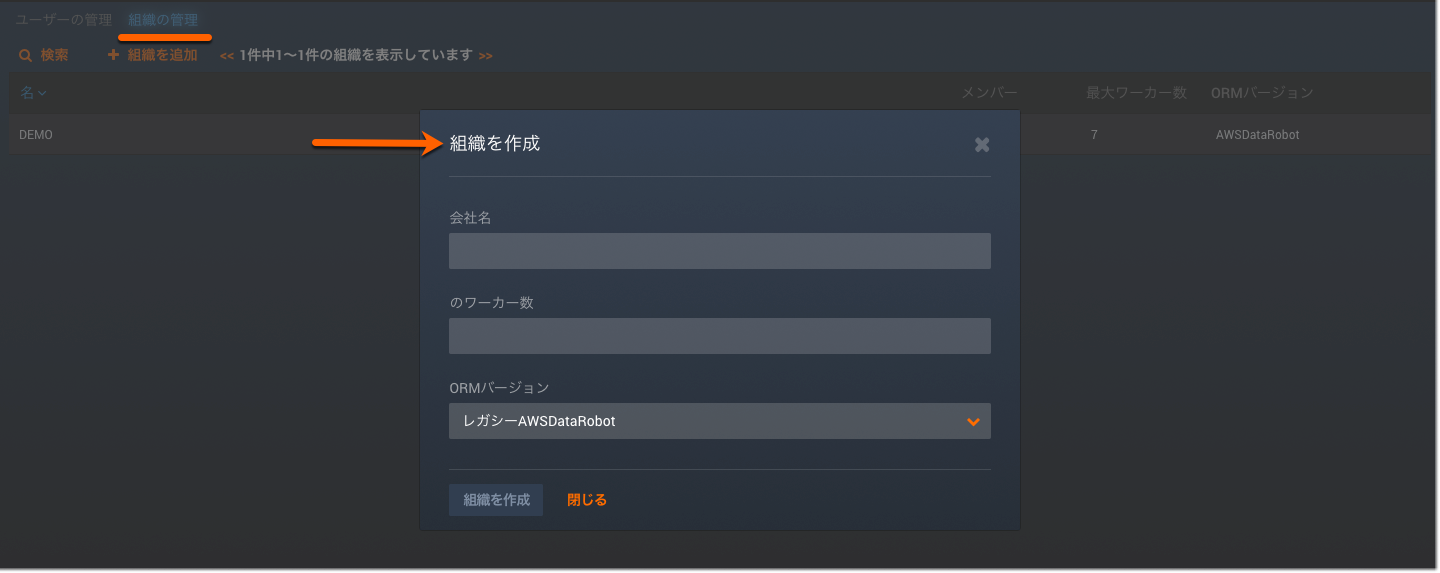 ユーザーの管理 組織の管理
検索 + 組織を追加 << 1件中1〜1件の組織を表示しています >>
名 メンバー 最大ワーカー数 ORMバージョン
DEMO 7 AWSDataRobot
組織を作成
会社名
のワーカー数
ORMバージョン
レガシーAWSDataRobot
組織を作成 閉じる